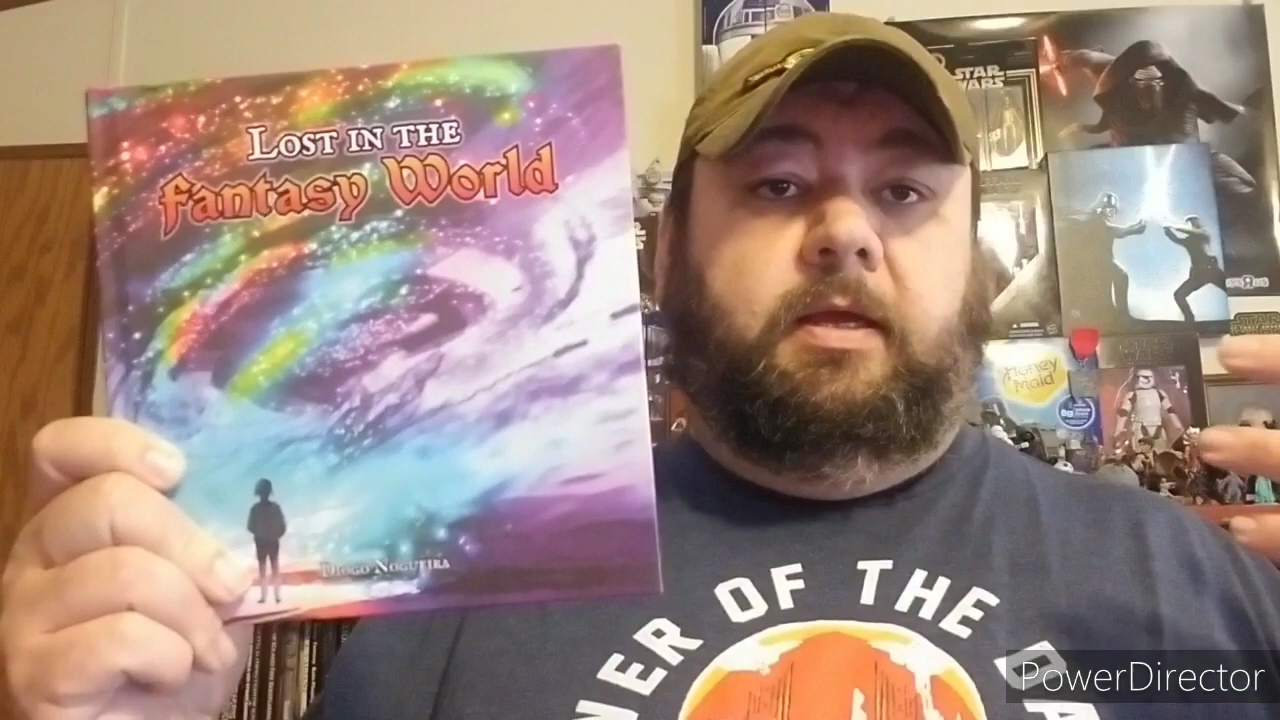 LOST IN THE
Fantasy World
DIOGO NOGUEIRA
STAR
WARS
Honey
Maid
NER OF THE
PowerDirector